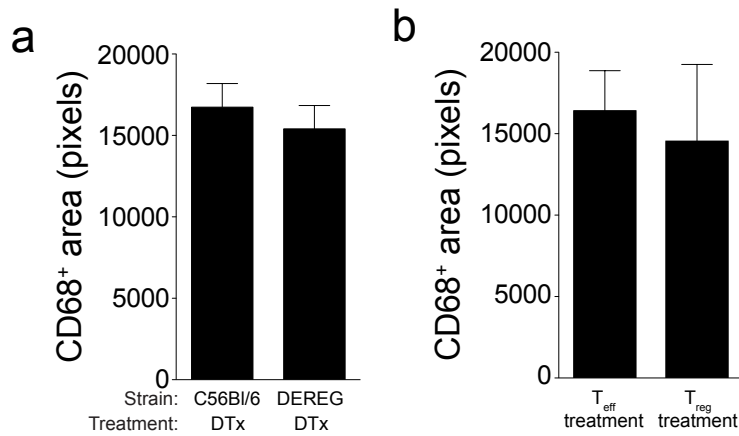 a
CD68+ area (pixels)
20000
15000
10000
5000
0
Strain: C56Bl/6 DEREG
Treatment: DTx DTx
b
CD68+ area (pixels)
20000
15000
10000
5000
0
Teff Treg
treatment treatment